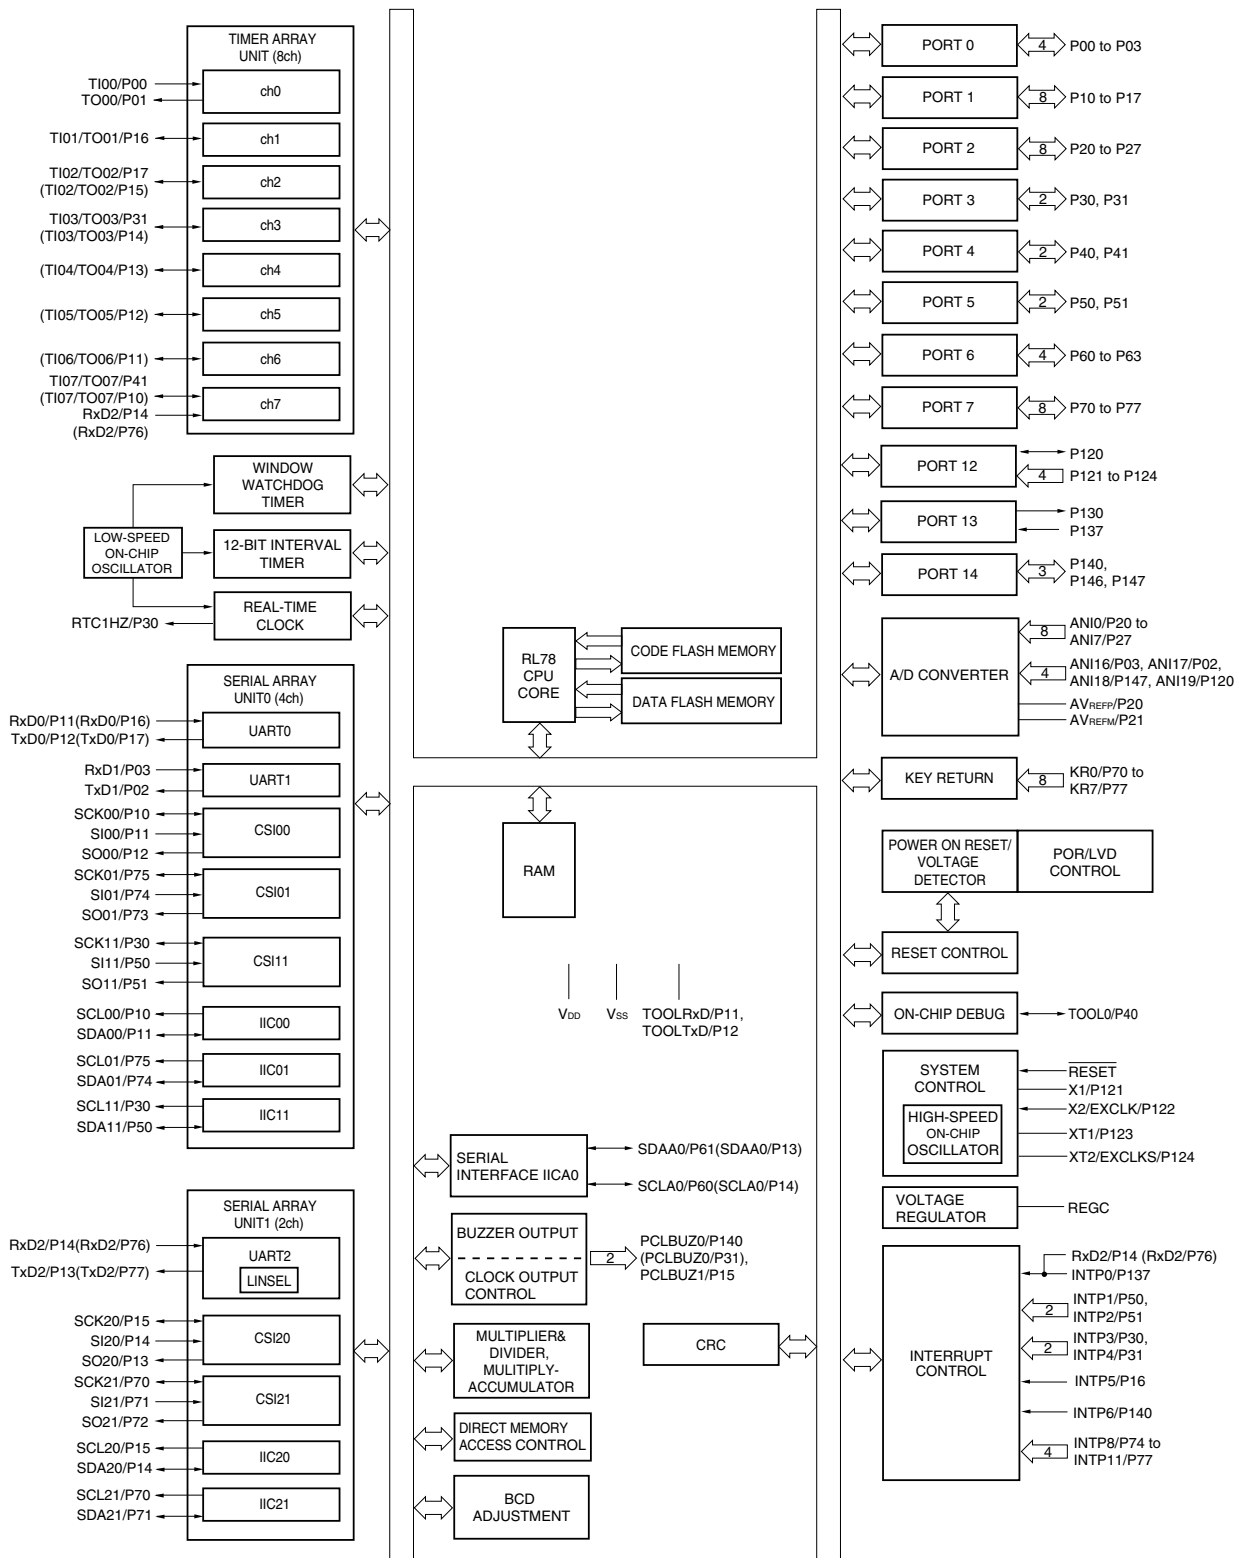 TIMER ARRAY
UNIT (8ch)
TI00/P00
TO00/P01
ch0
TI01/TO01/P16
ch1
TI02/TO02/P17
(TI02/TO02/P15)
ch2
TI03/TO03/P31
(TI03/TO03/P14)
ch3
(TI04/TO04/P13)
ch4
(TI05/TO05/P12)
ch5
(TI06/TO06/P11)
ch6
TI07/TO07/P41
(TI07/TO07/P10)
RxD2/P14
(RxD2/P76)
ch7
WINDOW
WATCHDOG
TIMER
LOW-SPEED
ON-CHIP
OSCILLATOR
12-BIT INTERVAL
TIMER
REAL-TIME
CLOCK
RTC1HZ/P30
SERIAL ARRAY
UNIT0 (4ch)
RxD0/P11(RxD0/P16)
TxD0/P12(TxD0/P17)
UART0
RxD1/P03
TxD1/P02
UART1
SCK00/P10
SI00/P11
SO00/P12
CSI00
SCK01/P75
SI01/P74
SO01/P73
CSI01
SCK11/P30
SI11/P50
SO11/P51
CSI11
SCL00/P10
SDA00/P11
IIC00
SCL01/P75
SDA01/P74
IIC01
SCL11/P30
SDA11/P50
IIC11
SERIAL ARRAY
UNIT1 (2ch)
RxD2/P14(RxD2/P76)
TxD2/P13(TxD2/P77)
UART2
LINSEL
SCK20/P15
SI20/P14
SO20/P13
CSI20
SCK21/P70
SI21/P71
SO21/P72
CSI21
SCL20/P15
SDA20/P14
IIC20
SCL21/P70
SDA21/P71
IIC21
RL78
CPU
CORE
CODE FLASH MEMORY
DATA FLASH MEMORY
RAM
VDD
VSS
TOOLRxD/P11,
TOOLTxD/P12
SERIAL
INTERFACE IICA0
SDAA0/P61(SDAA0/P13)
SCLA0/P60(SCLA0/P14)
BUZZER OUTPUT
CLOCK OUTPUT
CONTROL
2
PCLBUZ0/P140
(PCLBUZ0/P31),
PCLBUZ1/P15
MULTIPLIER&
DIVIDER,
MULITIPLY-
ACCUMULATOR
CRC
DIRECT MEMORY
ACCESS CONTROL
BCD
ADJUSTMENT
PORT 0
4
P00 to P03
PORT 1
8
P10 to P17
PORT 2
8
P20 to P27
PORT 3
2
P30, P31
PORT 4
2
P40, P41
PORT 5
2
P50, P51
PORT 6
4
P60 to P63
PORT 7
8
P70 to P77
PORT 12
P120
4
P121 to P124
PORT 13
P130
P137
PORT 14
3
P140,
P146, P147
A/D CONVERTER
8
ANI0/P20 to
ANI7/P27
4
ANI16/P03, ANI17/P02,
ANI18/P147, ANI19/P120
AVREFP/P20
AVREFM/P21
KEY RETURN
8
KR0/P70 to
KR7/P77
POWER ON RESET/
VOLTAGE
DETECTOR
POR/LVD
CONTROL
RESET CONTROL
ON-CHIP DEBUG
TOOL0/P40
SYSTEM
CONTROL
HIGH-SPEED
ON-CHIP
OSCILLATOR
RESET
X1/P121
X2/EXCLK/P122
XT1/P123
XT2/EXCLKS/P124
VOLTAGE
REGULATOR
REGC
INTERRUPT
CONTROL
RxD2/P14 (RxD2/P76)
INTP0/P137
2
INTP1/P50,
INTP2/P51
2
INTP3/P30,
INTP4/P31
INTP5/P16
INTP6/P140
4
INTP8/P74 to
INTP11/P77